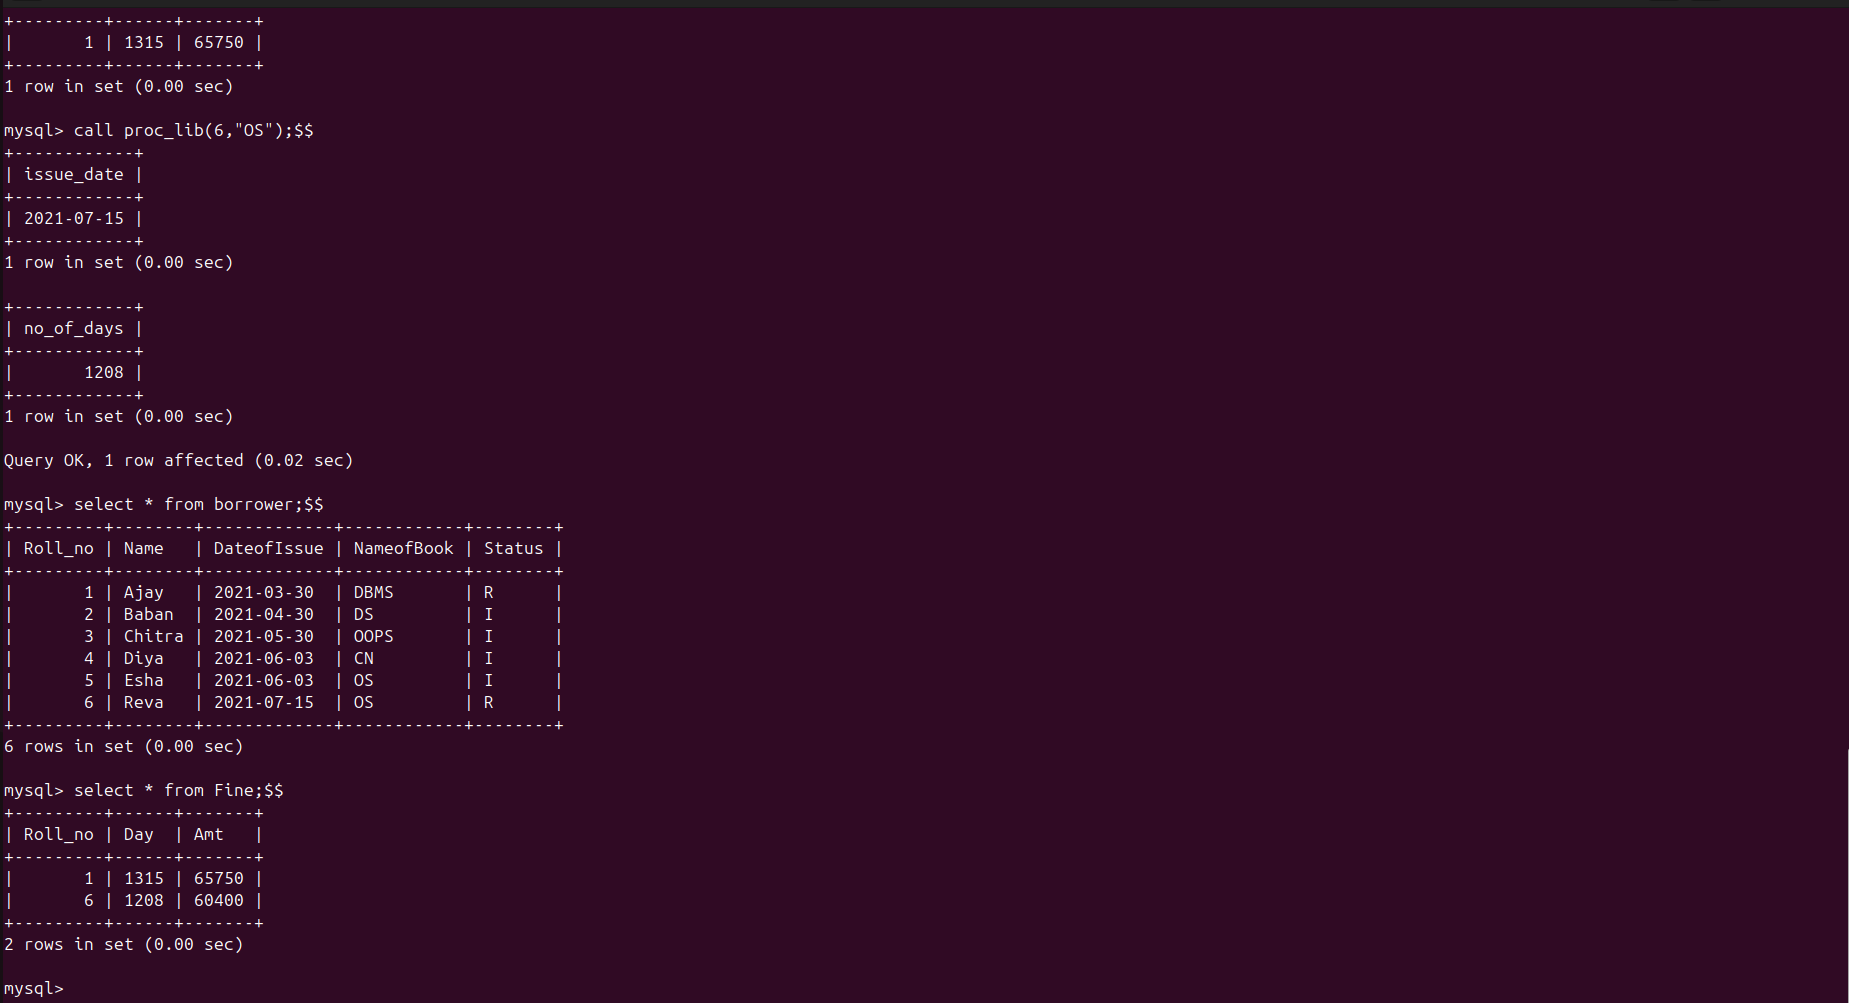 +---------+------+-------+
|       1 | 1315 | 65750 |
+---------+------+-------+
1 row in set (0.00 sec)

mysql> call proc_lib(6,"OS");$$
+------------+
| issue_date |
+------------+
| 2021-07-15 |
+------------+
1 row in set (0.00 sec)

+------------+
| no_of_days |
+------------+
|       1208 |
+------------+
1 row in set (0.00 sec)

Query OK, 1 row affected (0.02 sec)

mysql> select * from borrower;$$
+---------+--------+-------------+------------+--------+
| Roll_no | Name   | DateofIssue | NameofBook | Status |
+---------+--------+-------------+------------+--------+
|       1 | Ajay   | 2021-03-30  | DBMS       | R      |
|       2 | Baban  | 2021-04-30  | DS         | I      |
|       3 | Chitra | 2021-05-30  | OOPS       | I      |
|       4 | Diya   | 2021-06-03  | CN         | I      |
|       5 | Esha   | 2021-06-03  | OS         | I      |
|       6 | Reva   | 2021-07-15  | OS         | R      |
+---------+--------+-------------+------------+--------+
6 rows in set (0.00 sec)

mysql> select * from Fine;$$
+---------+------+-------+
| Roll_no | Day  | Amt   |
+---------+------+-------+
|       1 | 1315 | 65750 |
|       6 | 1208 | 60400 |
+---------+------+-------+
2 rows in set (0.00 sec)

mysql>